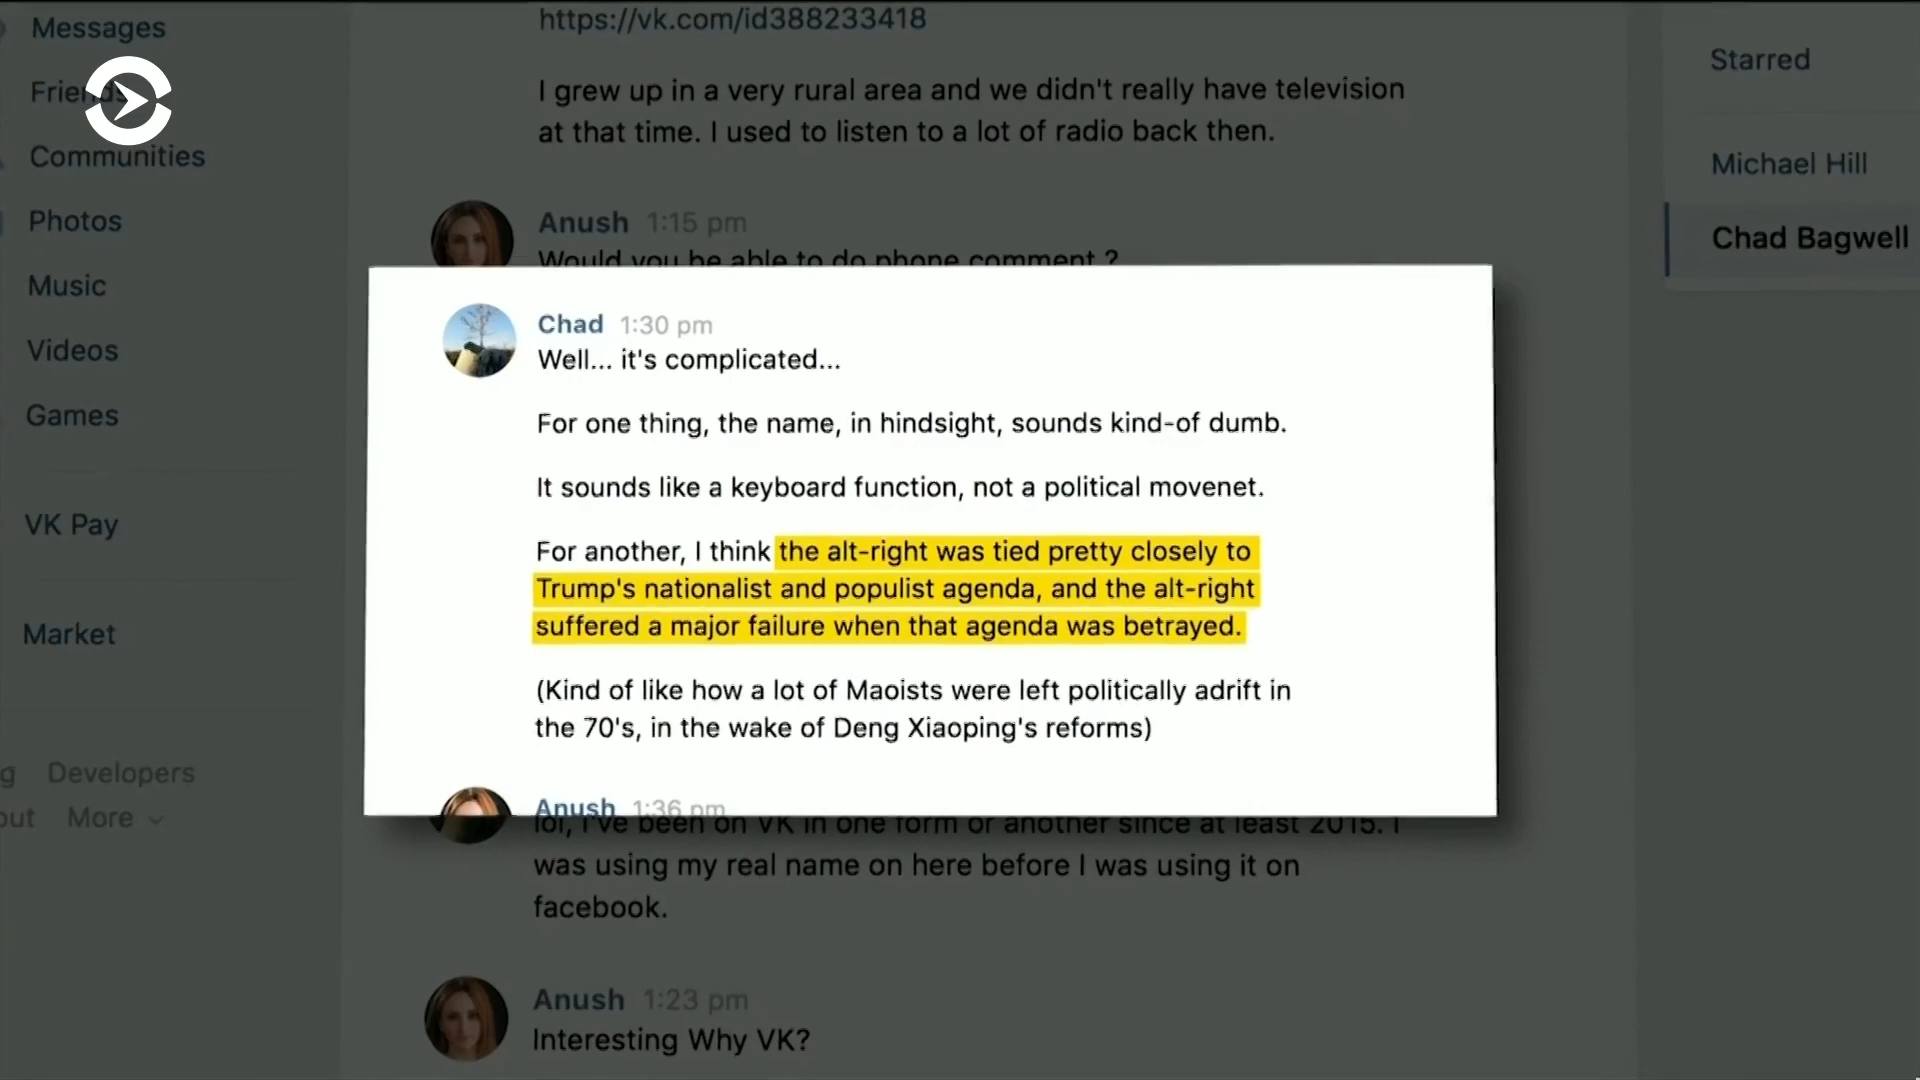 Messages
Friends
Communities
Photos
Music
Videos
Games
VK Pay
Market
g Developers
out More
https://vk.com/id388233418
I grew up in a very rural area and we didn't really have television
at that time. I used to listen to a lot of radio back then.
Anush 1:15 pm
Would you be able to do phone comment ?
Chad 1:30 pm
Well... it's complicated...
For one thing, the name, in hindsight, sounds kind-of dumb.
It sounds like a keyboard function, not a political movenet.
For another, I think the alt-right was tied pretty closely to
Trump's nationalist and populist agenda, and the alt-right
suffered a major failure when that agenda was betrayed.
(Kind of like how a lot of Maoists were left politically adrift in
the 70's, in the wake of Deng Xiaoping's reforms)
Anush 1:36 pm
lol, I've been on VK in one form or another since at least 2015. I
was using my real name on here before I was using it on
facebook.
Anush 1:23 pm
Interesting Why VK?
Starred
Michael Hill
Chad Bagwell